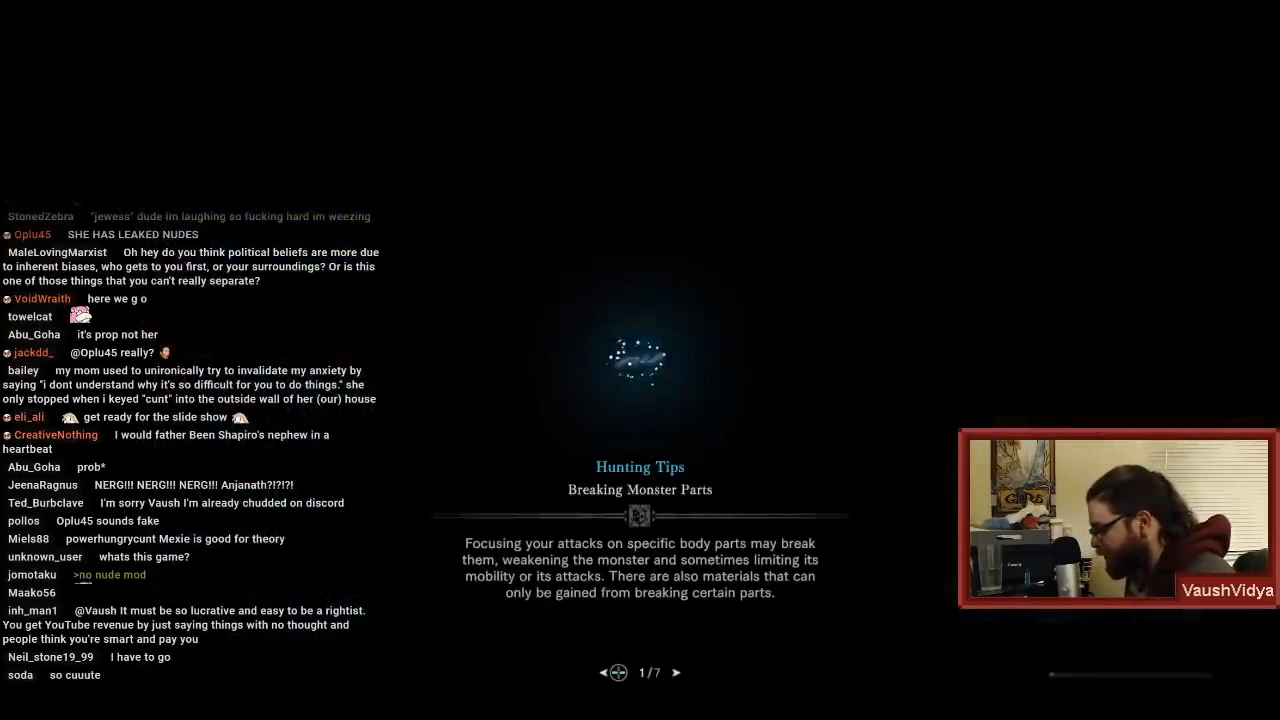 StonedZebra "jewess" dude im laughing so fucking hard im weezing
Oplu45 SHE HAS LEAKED NUDES
MaleLovingMarxist Oh hey do you think political beliefs are more due
to inherent biases, who gets to you first, or your surroundings? Or is this
one of those things that you can't really separate?
VoidWraith here we g o
towelcat
Abu_Goha it's prop not her
jackdd_ @Oplu45 really?
bailey my mom used to unironically try to invalidate my anxiety by
saying "i dont understand why it's so difficult for you to do things." she
only stopped when i keyed "cunt" into the outside wall of her (our) house
eli_ali get ready for the slide show
CreativeNothing I would father Been Shapiro's nephew in a
heartbeat
Abu_Goha prob*
JeenaRagnus NERG!!! NERG!!! NERG!!! Anjanath?!?!?!
Ted_Burbclave I'm sorry Vaush I'm already chudded on discord
pollos Oplu45 sounds fake
Miels88 powerhungrycunt Mexie is good for theory
unknown_user whats this game?
jomotaku >no nude mod
Maako56
inh_man1 @Vaush It must be so lucrative and easy to be a rightist.
You get YouTube revenue by just saying things with no thought and
people think you're smart and pay you
Neil_stone19_99 I have to go
soda so cuuute
Hunting Tips
Breaking Monster Parts
Focusing your attacks on specific body parts may break
them, weakening the monster and sometimes limiting its
mobility or its attacks. There are also materials that can
only be gained from breaking certain parts.
1/7
VaushVidya